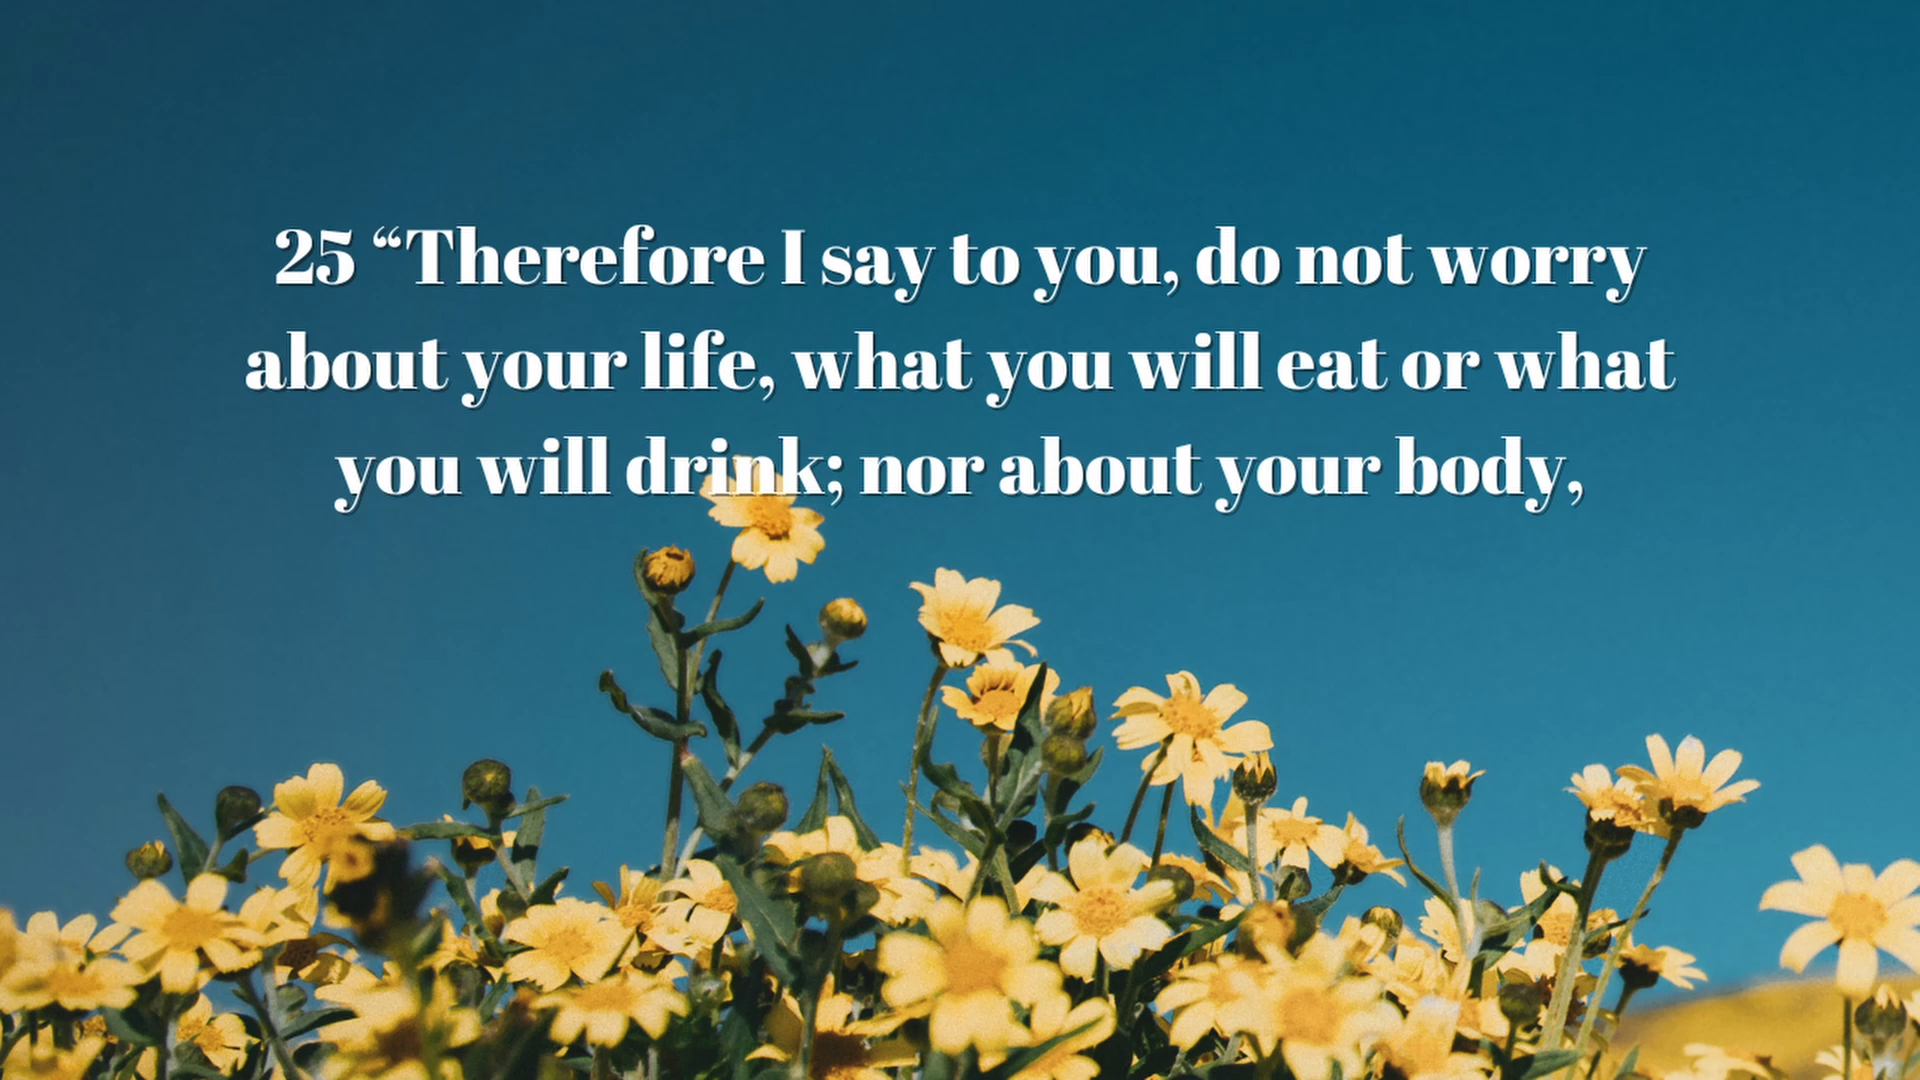 25 “Therefore I say to you, do not worry
about your life, what you will eat or what
you will drink; nor about your body,